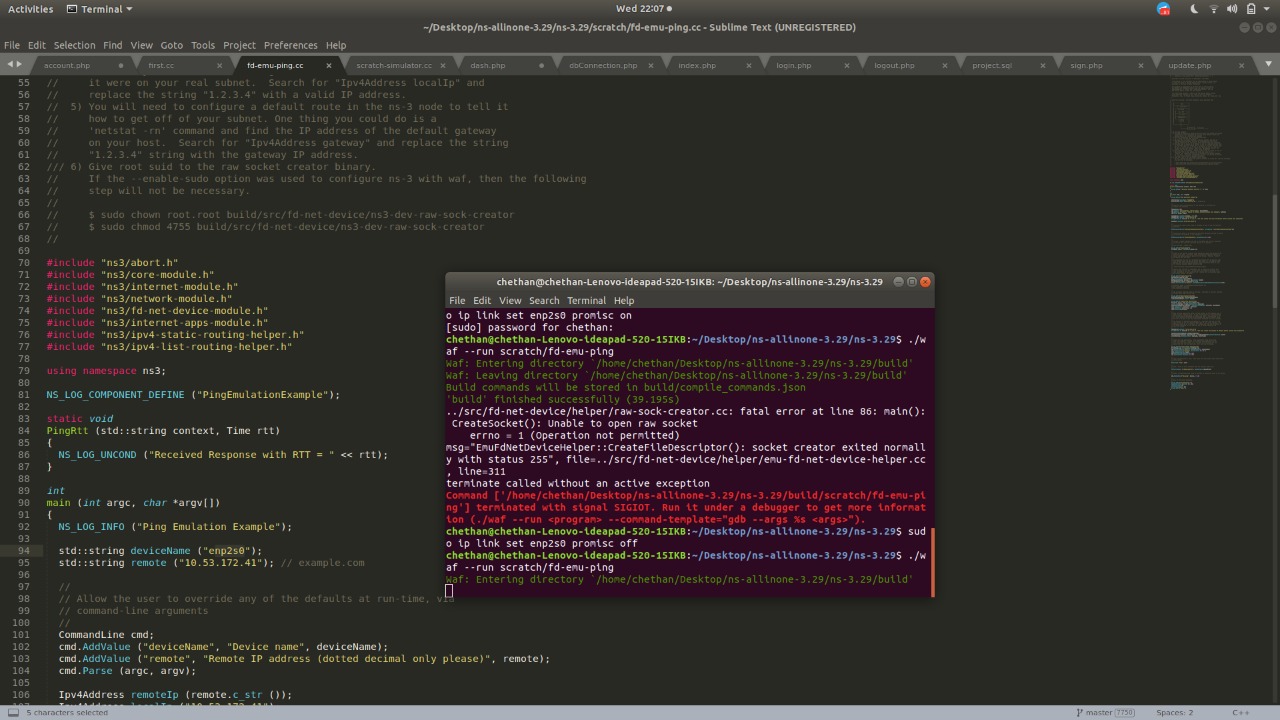 Activities
Terminal
Wed 22:07
~/Desktop/ns-allinone-3.29/ns-3.29/scratch/fd-emu-ping.cc - Sublime Text (UNREGISTERED)
File Edit Selection Find View Goto Tools Project Preferences Help
account.php first.cc fd-emu-ping.cc scratch-simulator.cc dash.php dbConnection.php index.php login.php logout.php project.sql sign.php update.php
55 // it were on your real subnet. Search for "Ipv4Address localIp" and
56 // replace the string "1.2.3.4" with a valid IP address.
57 // 5) You will need to configure a default route in the ns-3 node to tell it
58 // how to get off of your subnet. One thing you could do is a
59 // 'netstat -rn' command and find the IP address of the default gateway
60 // on your host. Search for "Ipv4Address gateway" and replace the string
61 // "1.2.3.4" string with the gateway IP address.
62 /// 6) Give root suid to the raw socket creator binary.
63 // If the --enable-sudo option was used to configure ns-3 with waf, then the following
64 // step will not be necessary.
65 //
66 // $ sudo chown root.root build/src/fd-net-device/ns3-dev-raw-sock-creator
67 // $ sudo chmod 4755 build/src/fd-net-device/ns3-dev-raw-sock-creator
68 //
69
70 #include "ns3/abort.h"
71 #include "ns3/core-module.h"
72 #include "ns3/internet-module.h"
73 #include "ns3/network-module.h"
74 #include "ns3/fd-net-device-module.h"
75 #include "ns3/internet-apps-module.h"
76 #include "ns3/ipv4-static-routing-helper.h"
77 #include "ns3/ipv4-list-routing-helper.h"
78
79 using namespace ns3;
80
81 NS_LOG_COMPONENT_DEFINE ("PingEmulationExample");
82
83 static void
84 PingRtt (std::string context, Time rtt)
85 {
86 NS_LOG_UNCOND ("Received Response with RTT = " << rtt);
87 }
88
89 int
90 main (int argc, char *argv[])
91 {
92 NS_LOG_INFO ("Ping Emulation Example");
93
94 std::string deviceName ("enp2s0");
95 std::string remote ("10.53.172.41"); // example.com
96
97 //
98 // Allow the user to override any of the defaults at run-time, via
99 // command-line arguments
100 //
101 CommandLine cmd;
102 cmd.AddValue ("deviceName", "Device name", deviceName);
103 cmd.AddValue ("remote", "Remote IP address (dotted decimal only please)", remote);
104 cmd.Parse (argc, argv);
105
106 Ipv4Address remoteIp (remote.c_str ());
chethan@chethan-Lenovo-ideapad-520-15IKB: ~/Desktop/ns-allinone-3.29/ns-3.29
File Edit View Search Terminal Help
o ip link set enp2s0 promisc on
[sudo] password for chethan:
chethan@chethan-Lenovo-ideapad-520-15IKB:~/Desktop/ns-allinone-3.29/ns-3.29$ ./w
af --run scratch/fd-emu-ping
Waf: Entering directory `/home/chethan/Desktop/ns-allinone-3.29/ns-3.29/build'
Waf: Leaving directory `/home/chethan/Desktop/ns-allinone-3.29/ns-3.29/build'
Build commands will be stored in build/compile_commands.json
'build' finished successfully (39.195s)
../src/fd-net-device/helper/raw-sock-creator.cc: fatal error at line 86: main():
CreateSocket(): Unable to open raw socket
errno = 1 (Operation not permitted)
msg="EmuFdNetDeviceHelper::CreateFileDescriptor(): socket creator exited normall
y with status 255", file=../src/fd-net-device/helper/emu-fd-net-device-helper.cc
, line=311
terminate called without an active exception
Command ['/home/chethan/Desktop/ns-allinone-3.29/ns-3.29/build/scratch/fd-emu-pi
ng'] terminated with signal SIGIOT. Run it under a debugger to get more informat
ion (./waf --run <program> --command-template="gdb --args %s <args>").
chethan@chethan-Lenovo-ideapad-520-15IKB:~/Desktop/ns-allinone-3.29/ns-3.29$ sud
o ip link set enp2s0 promisc off
chethan@chethan-Lenovo-ideapad-520-15IKB:~/Desktop/ns-allinone-3.29/ns-3.29$ ./w
af --run scratch/fd-emu-ping
Waf: Entering directory `/home/chethan/Desktop/ns-allinone-3.29/ns-3.29/build'
5 characters selected
master 7750
Spaces: 2
C++